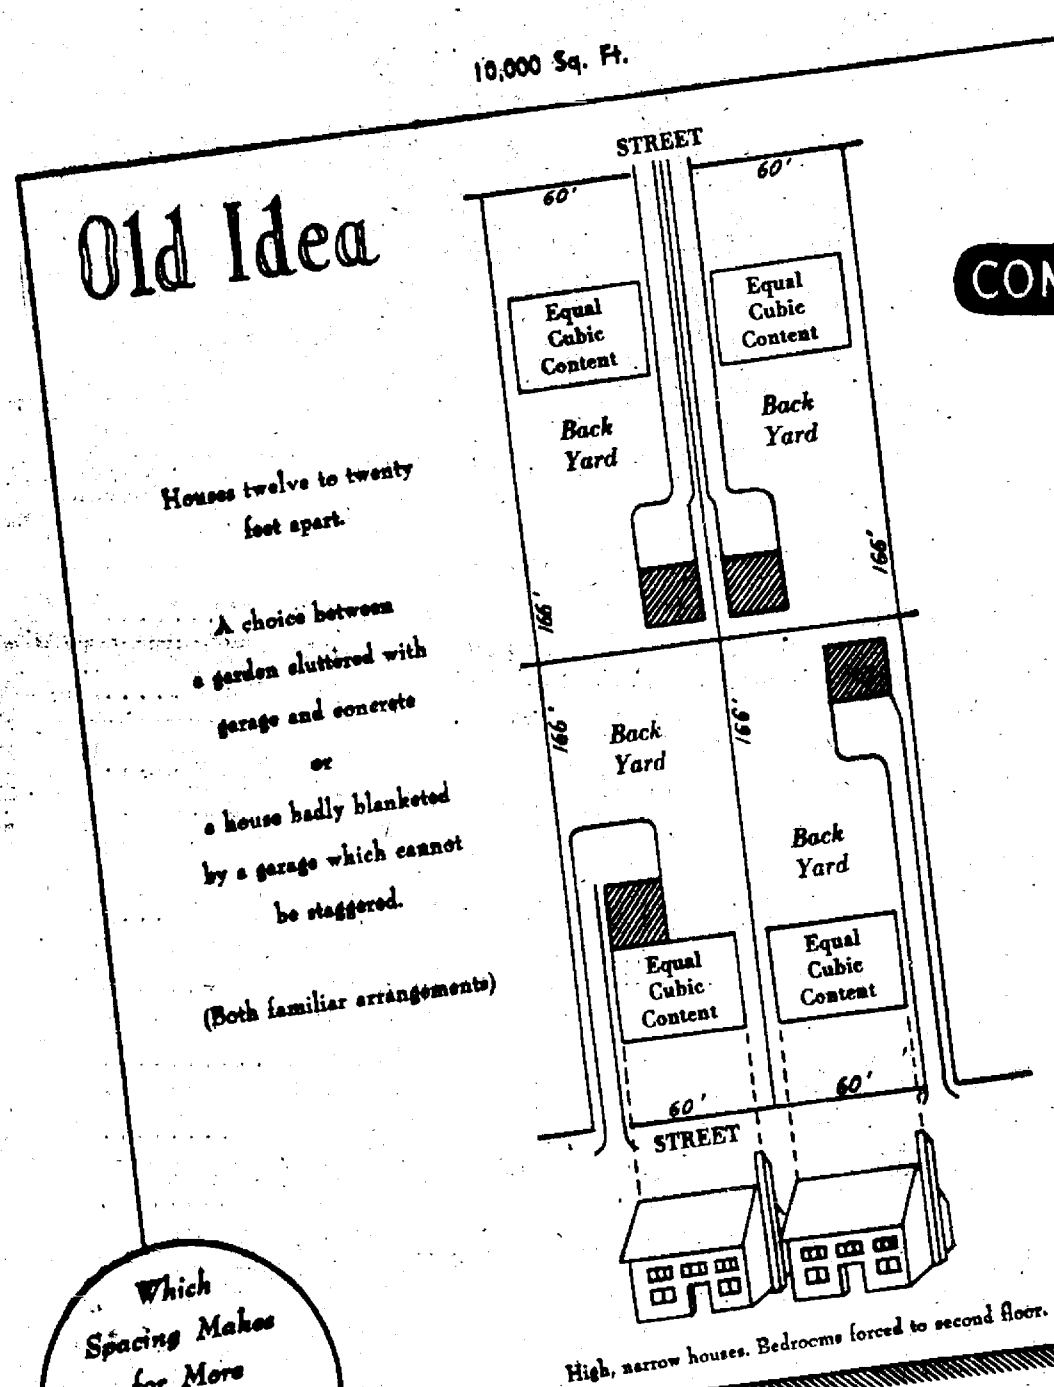 10,000 Sq. Ft.
Old Idea
STREET
60'
60'
COM
Equal
Cubic
Content
Equal
Cubic
Content
Back
Yard
Back
Yard
Houses twelve to twenty
feet apart.
A choice between
a garden cluttered with
garage and concrete
or
a house badly blanketed
by a garage which cannot
be staggered.
(Both familiar arrangements)
166'
166'
166'
166'
Back
Yard
Back
Yard
Equal
Cubic
Content
Equal
Cubic
Content
60'
60'
STREET
High, narrow houses. Bedrooms forced to second floor.
Which
Spacing Makes
for More